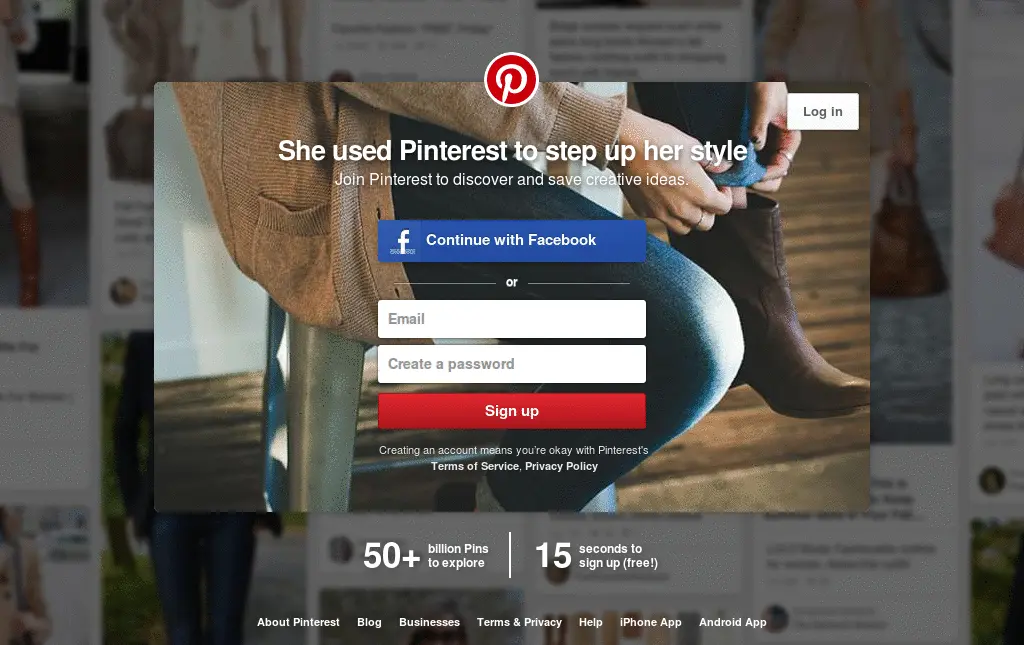 Log in
She used Pinterest to step up her style
Join Pinterest to discover and save creative ideas.
Continue with Facebook
or
Email
Create a password
Sign up
Creating an account means you're okay with Pinterest's
Terms of Service, Privacy Policy
50+ billion Pins
to explore
15 seconds to
sign up (free!)
About Pinterest Blog Businesses Terms & Privacy Help iPhone App Android App